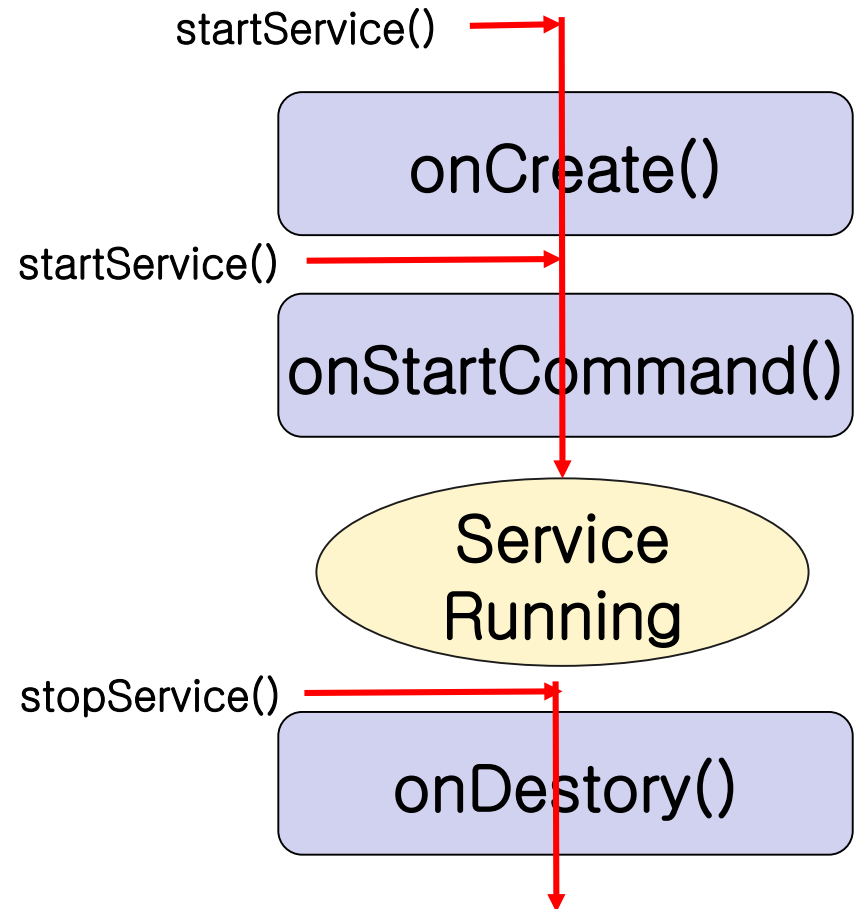 startService()
onCreate()
startService()
onStartCommand()
Service
Running
stopService()
onDestory()